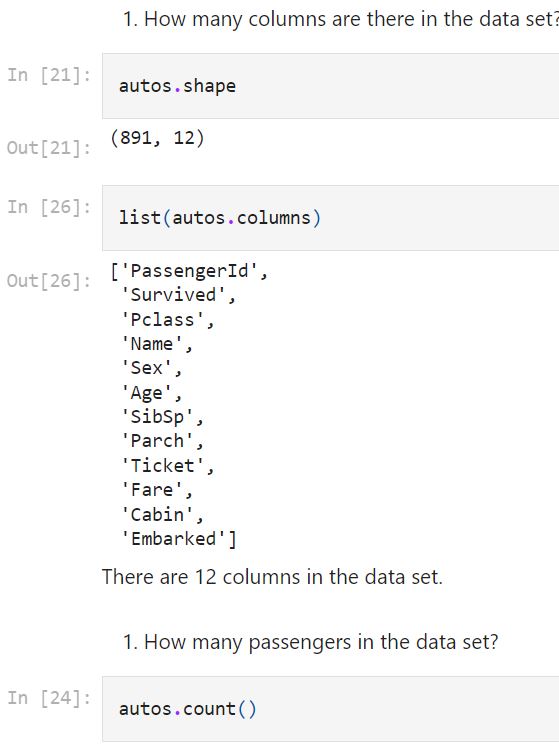 1. How many columns are there in the data set?
In [21]:
autos.shape
Out[21]:
(891, 12)
In [26]:
list(autos.columns)
Out[26]:
['PassengerId',
'Survived',
'Pclass',
'Name',
'Sex',
'Age',
'SibSp',
'Parch',
'Ticket',
'Fare',
'Cabin',
'Embarked']
There are 12 columns in the data set.
1. How many passengers in the data set?
In [24]:
autos.count()